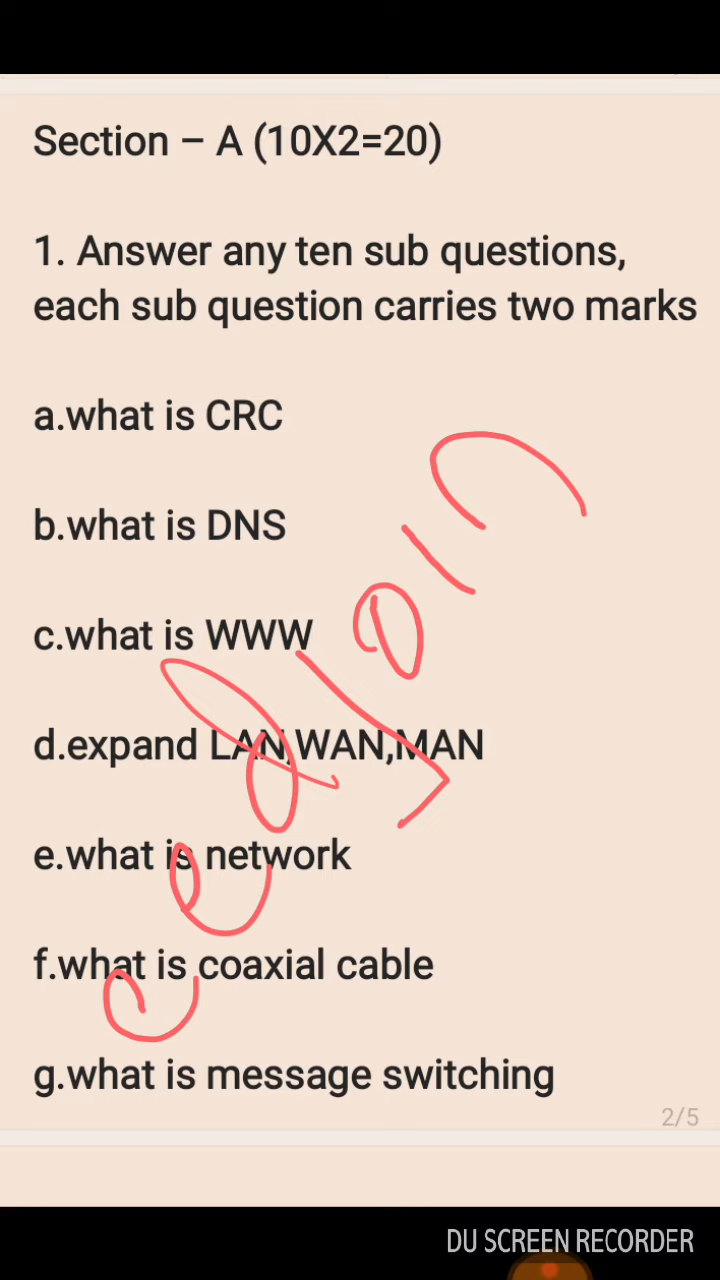 Section – A (10X2=20)
1. Answer any ten sub questions,
each sub question carries two marks
a.what is CRC
b.what is DNS
c.what is WWW
d.expand LAN,WAN,MAN
e.what is network
f.what is coaxial cable
g.what is message switching
2/5
DU SCREEN RECORDER